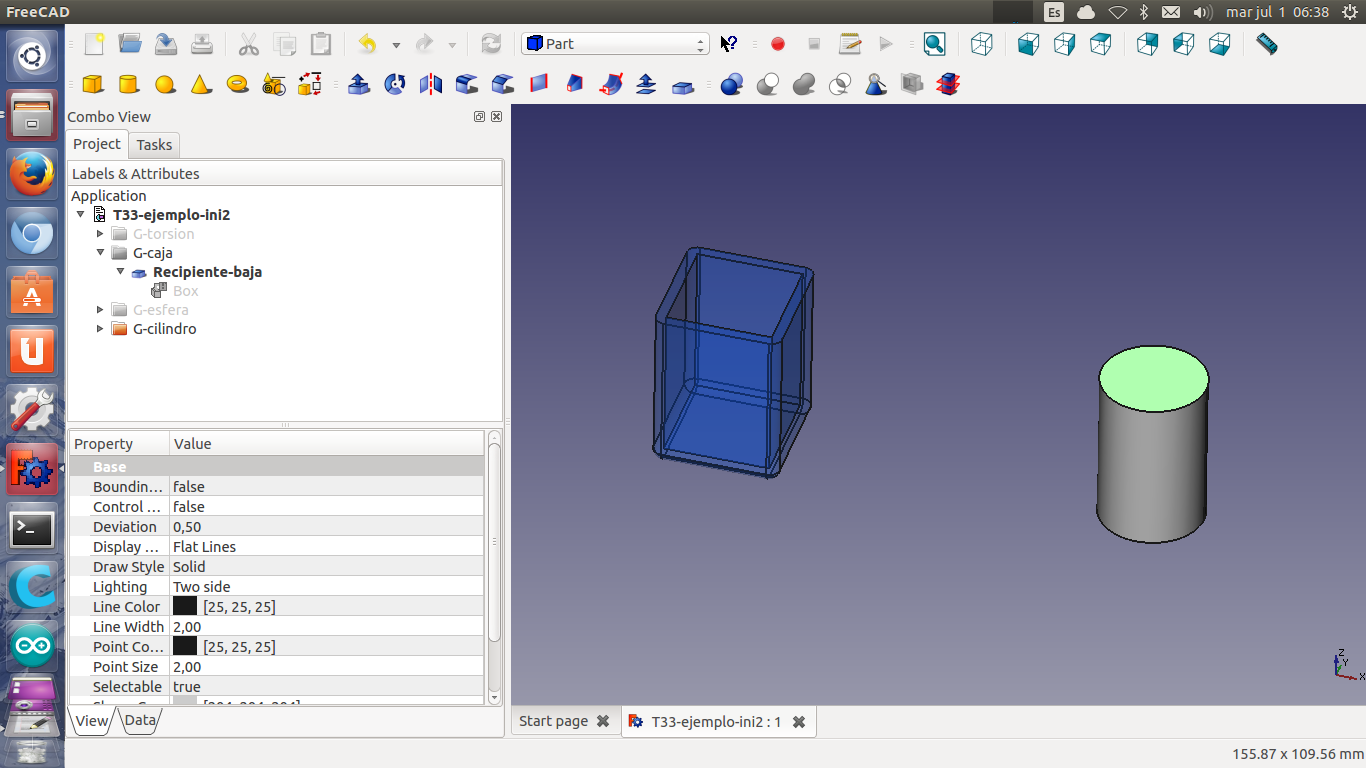 FreeCAD
Es
mar jul 1 06:38
Part
Combo View
Project
Tasks
Labels & Attributes
Application
T33-ejemplo-ini2
G-torsion
G-caja
Recipiente-baja
Box
G-esfera
G-cilindro
Property Value
Base
Boundin… false
Control … false
Deviation 0,50
Display … Flat Lines
Draw Style Solid
Lighting Two side
Line Color [25, 25, 25]
Line Width 2,00
Point Co… [25, 25, 25]
Point Size 2,00
Selectable true
View
Data
Z
Y
X
Start page
T33-ejemplo-ini2 : 1
155.87 x 109.56 mm